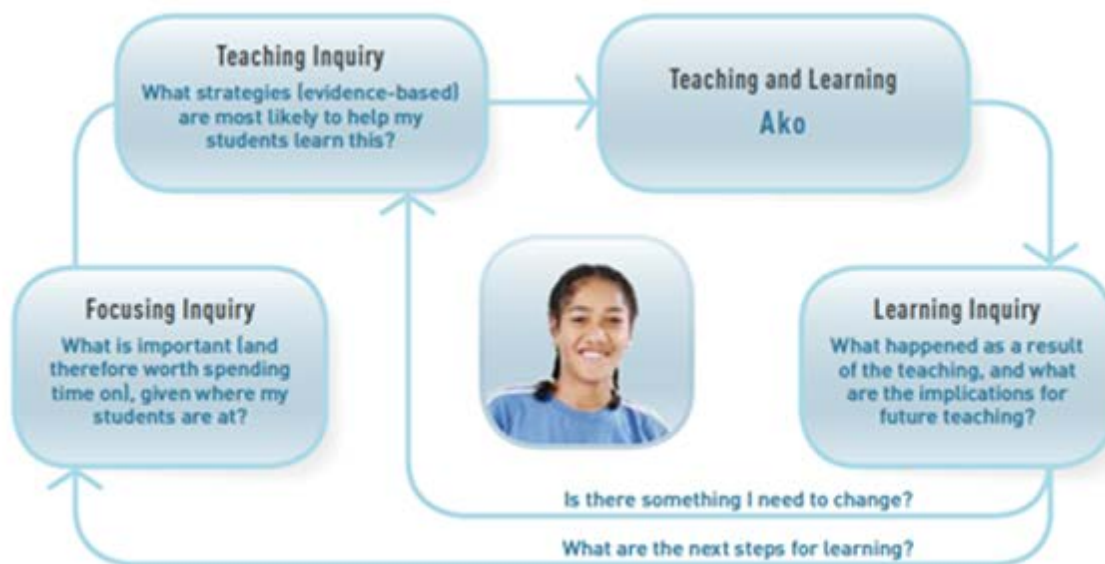 Teaching Inquiry
What strategies (evidence-based)
are most likely to help my
students learn this?
Teaching and Learning
Ako
Focusing Inquiry
What is important (and
therefore worth spending
time on), given where my
students are at?
Learning Inquiry
What happened as a result
of the teaching, and what
are the implications for
future teaching?
Is there something I need to change?
What are the next steps for learning?